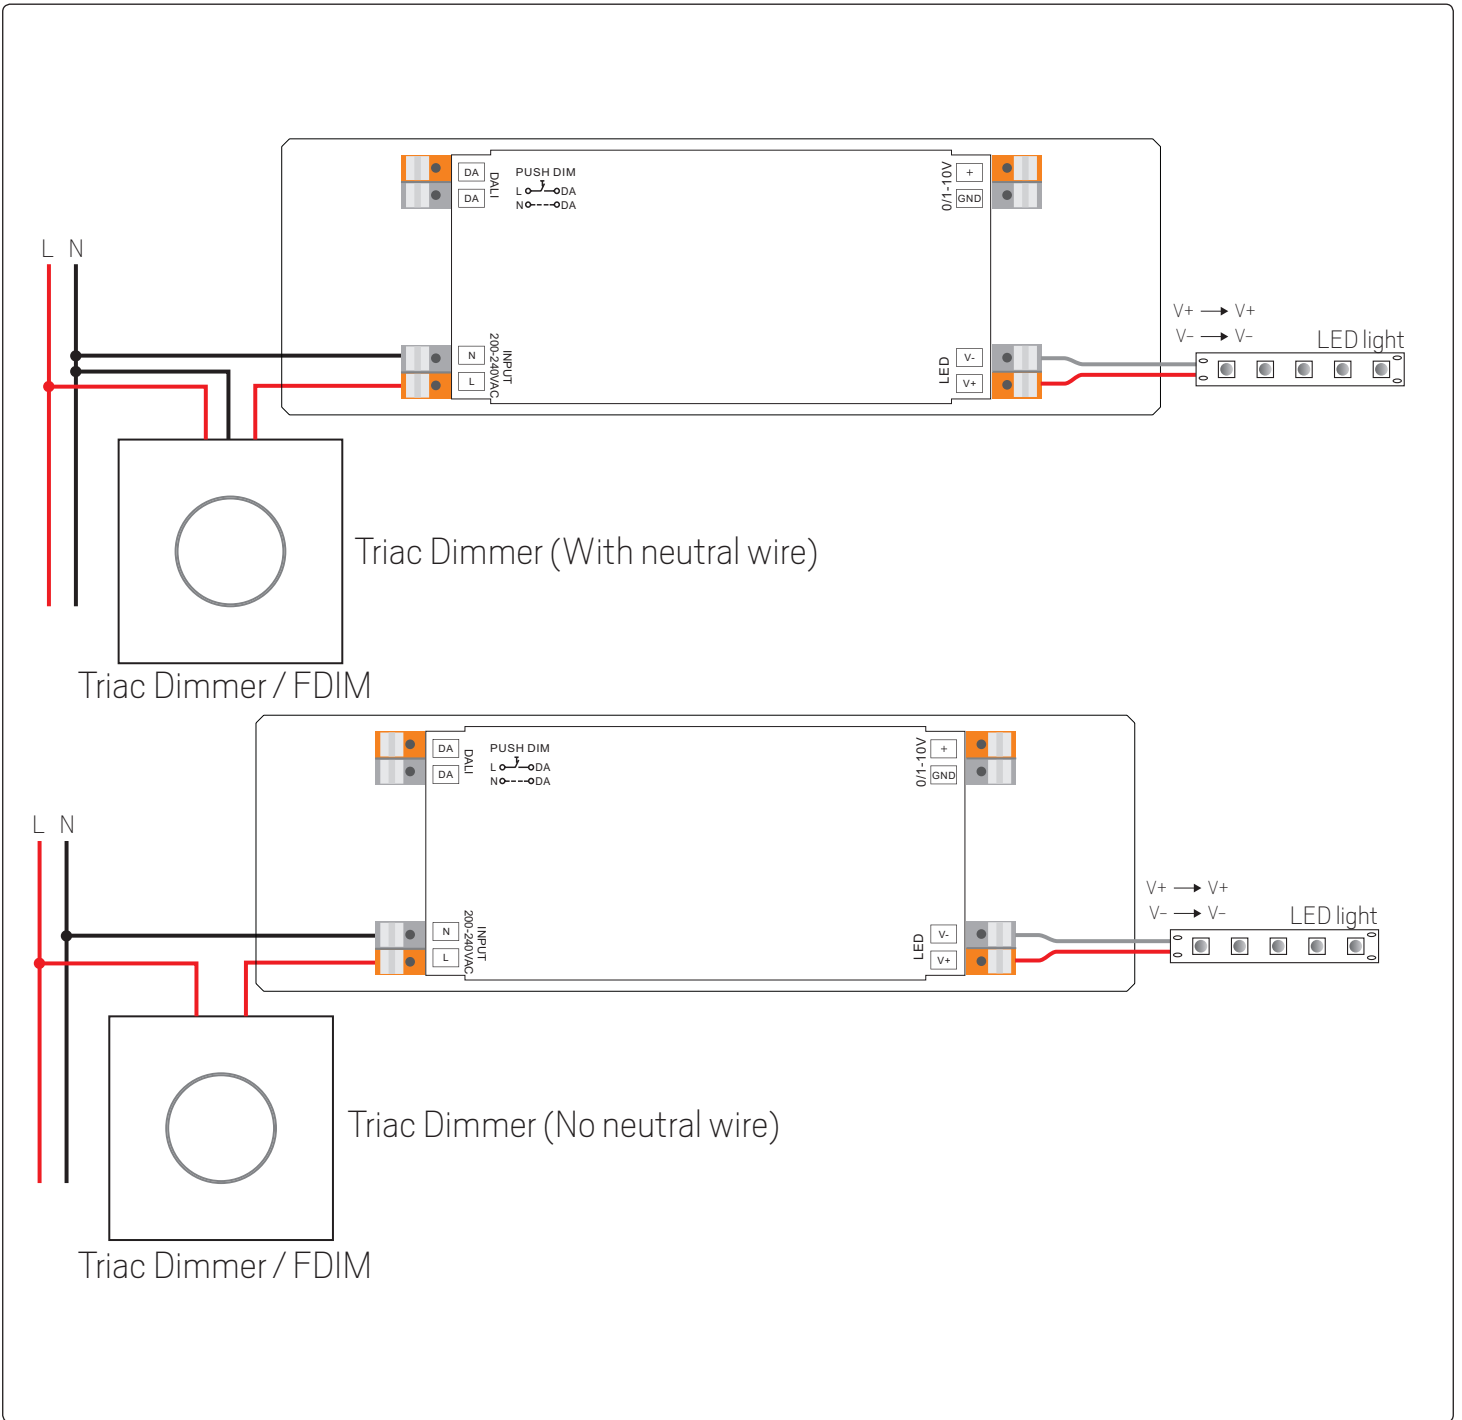 DA
DA
DALI
PUSH DIM
L DA
N DA
0/1-10V
+
GND
L N
N
L
INPUT
200-240VAC
LED
V-
V+
V+ → V+
V- → V-
LED light
Triac Dimmer (With neutral wire)
Triac Dimmer / FDIM
DA
DA
DALI
PUSH DIM
L DA
N DA
0/1-10V
+
GND
L N
N
L
INPUT
200-240VAC
LED
V-
V+
V+ → V+
V- → V-
LED light
Triac Dimmer (No neutral wire)
Triac Dimmer / FDIM